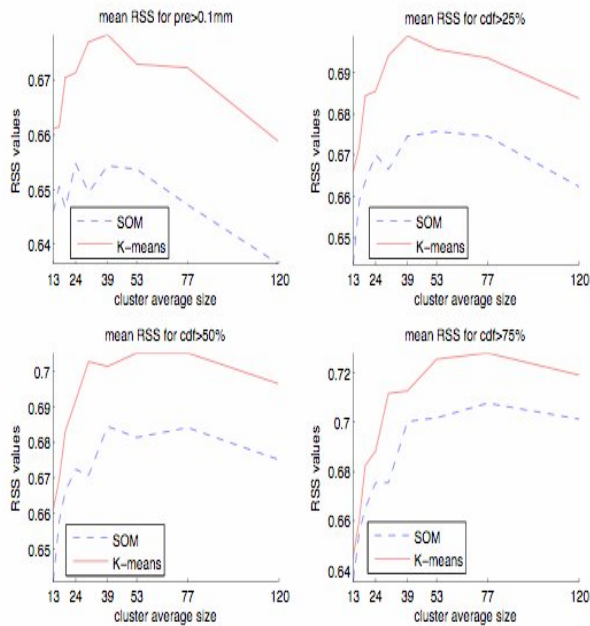 mean RSS for pre>0.1mm
RSS values
0.67
0.66
0.65
0.64
SOM
K-means
13 24 39 53 77 120
cluster average size
mean RSS for cdf>25%
RSS values
0.69
0.68
0.67
0.66
0.65
SOM
K-means
13 24 39 53 77 120
cluster average size
mean RSS for cdf>50%
RSS values
0.7
0.69
0.68
0.67
0.66
0.65
SOM
K-means
13 24 39 53 77 120
cluster average size
mean RSS for cdf>75%
RSS values
0.72
0.7
0.68
0.66
0.64
SOM
K-means
13 24 39 53 77 120
cluster average size